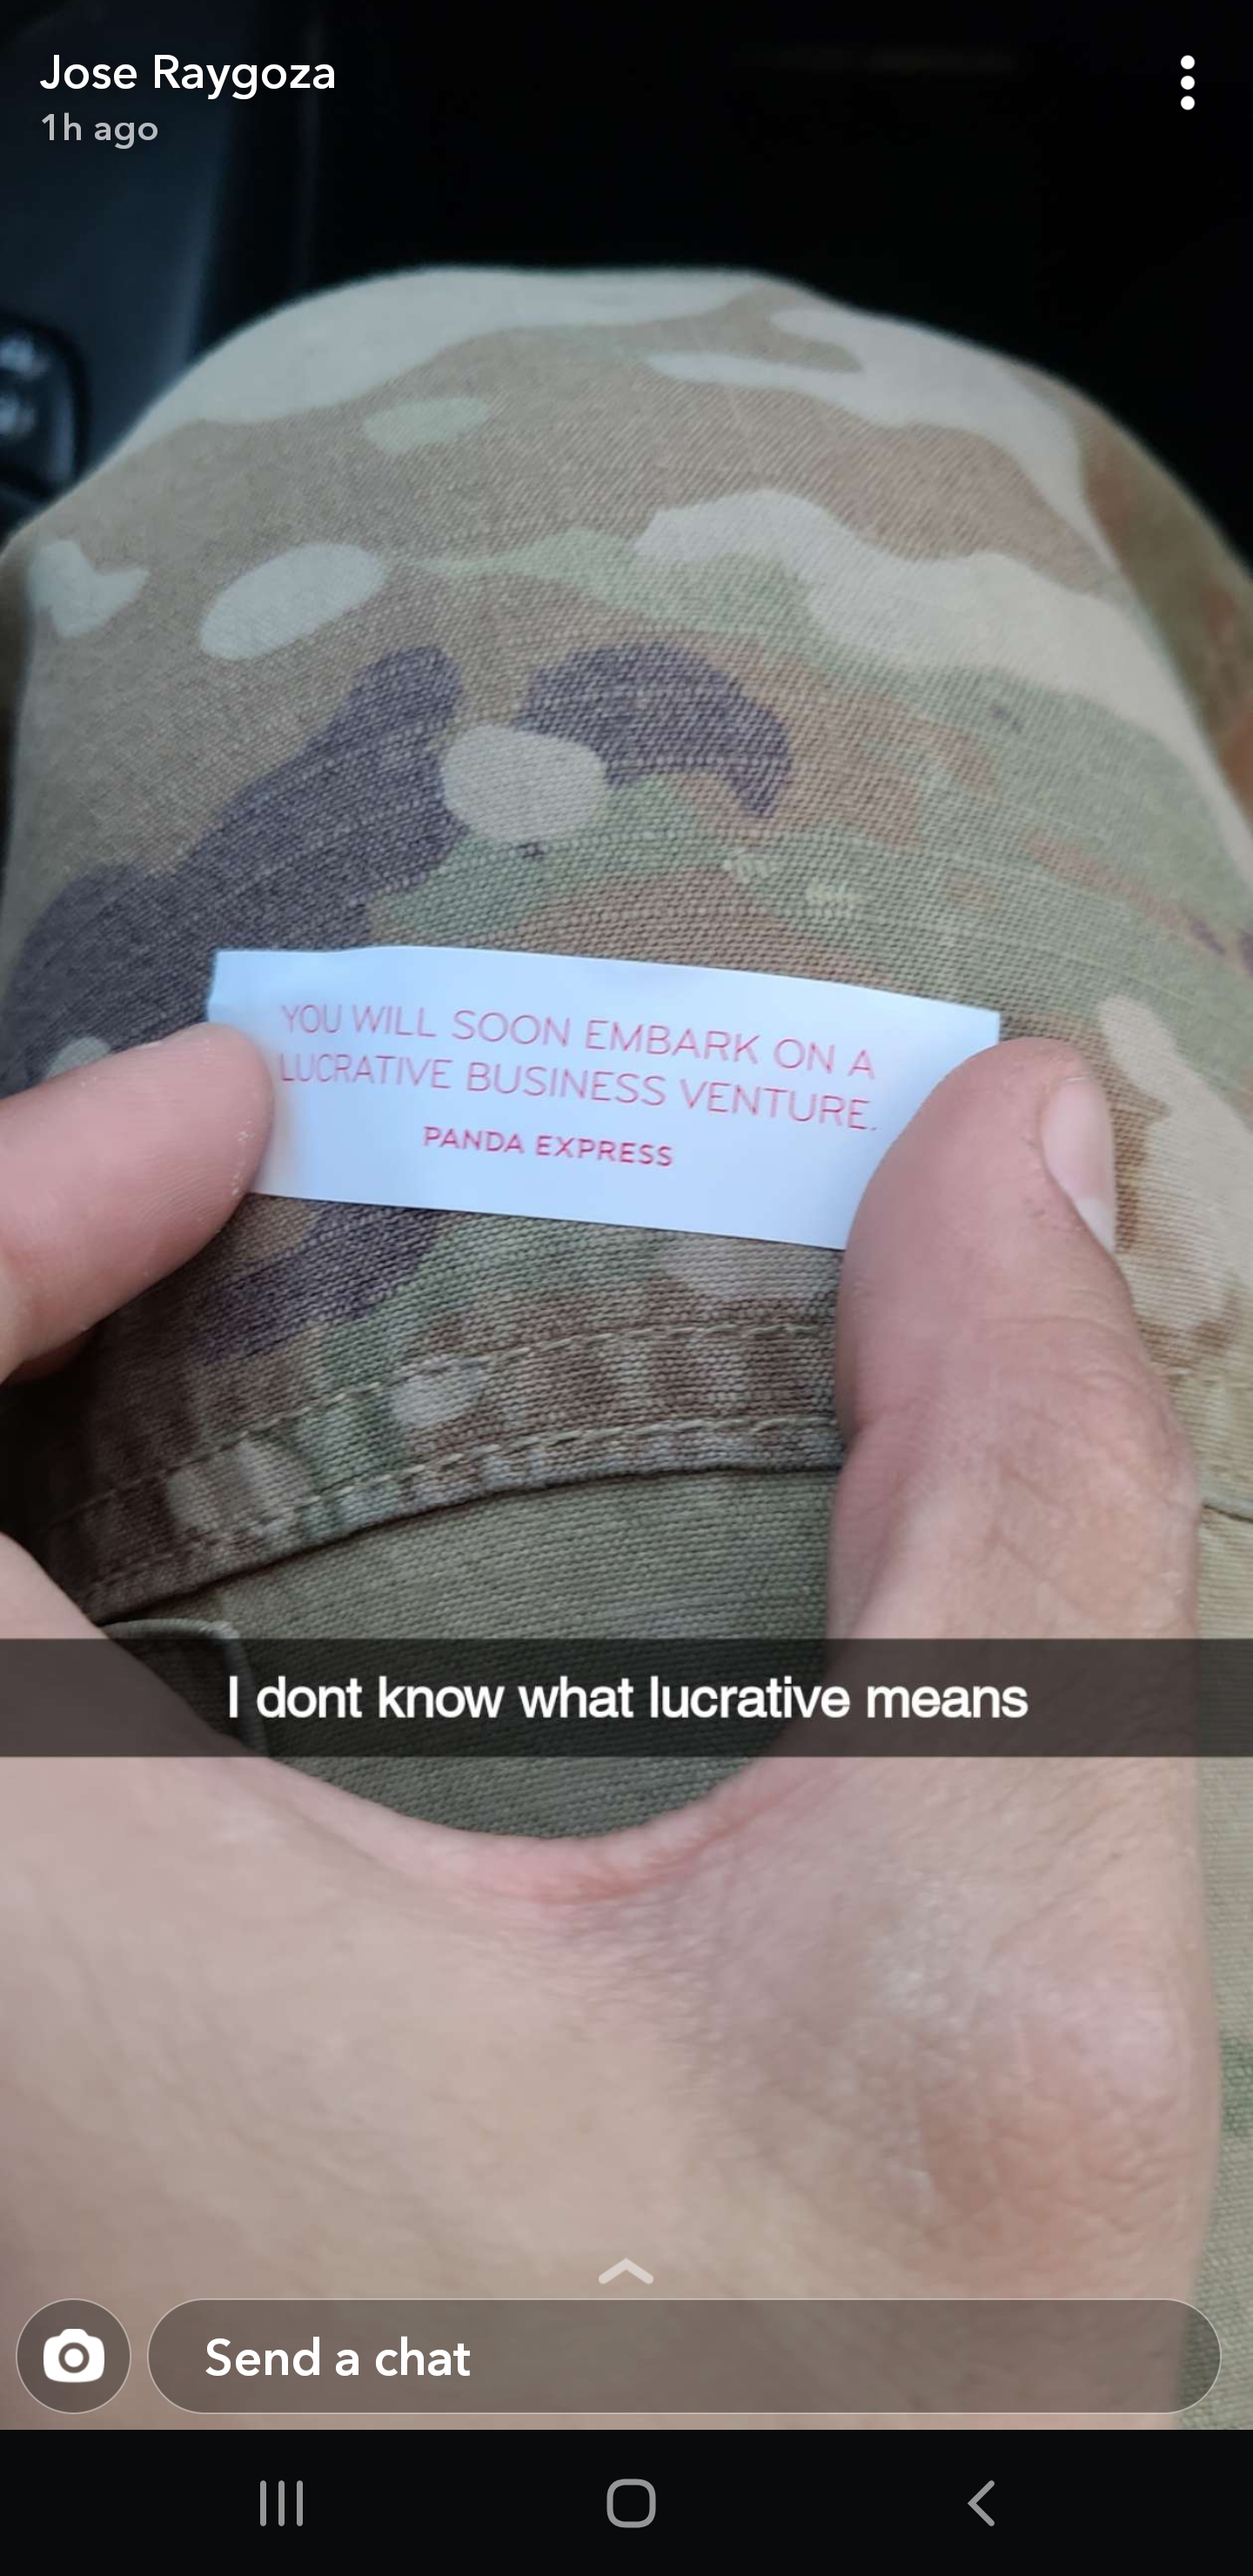 Jose Raygoza
1h ago
YOU WILL SOON EMBARK ON A
LUCRATIVE BUSINESS VENTURE.
PANDA EXPRESS
I dont know what lucrative means
Send a chat